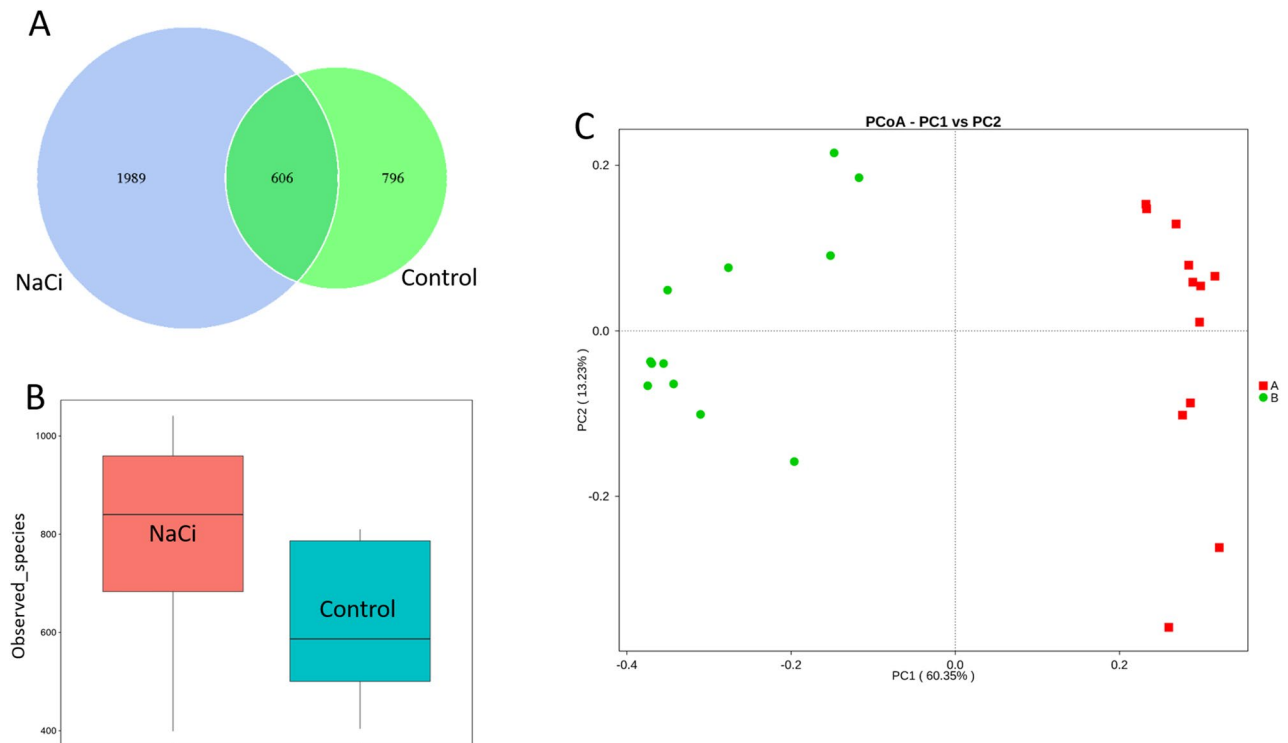 A
1989
606
796
NaCi
Control
B
1000
800
600
400
Observed_species
NaCi
Control
C
PCoA - PC1 vs PC2
0.2
0.0
-0.2
PC2 ( 13.23%)
-0.4
-0.2
0.0
0.2
PC1 ( 60.35%)
A
B